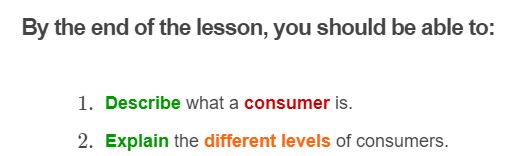 By the end of the lesson, you should be able to:
1. Describe what a consumer is.
2. Explain the different levels of consumers.